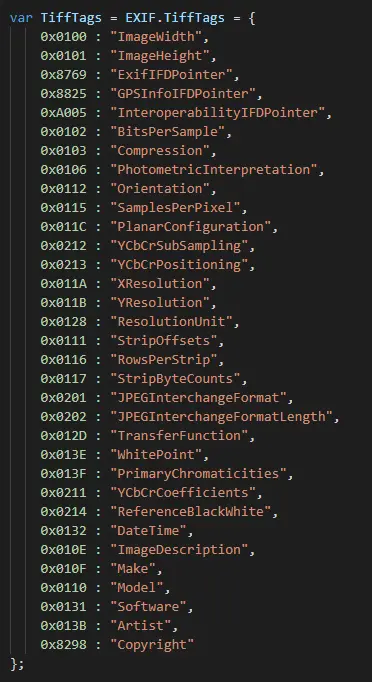 var TiffTags = EXIF.TiffTags = {
0x0100 : "ImageWidth",
0x0101 : "ImageHeight",
0x8769 : "ExifIFDPointer",
0x8825 : "GPSInfoIFDPointer",
0xA005 : "InteroperabilityIFDPointer",
0x0102 : "BitsPerSample",
0x0103 : "Compression",
0x0106 : "PhotometricInterpretation",
0x0112 : "Orientation",
0x0115 : "SamplesPerPixel",
0x011C : "PlanarConfiguration",
0x0212 : "YCbCrSubSampling",
0x0213 : "YCbCrPositioning",
0x011A : "XResolution",
0x011B : "YResolution",
0x0128 : "ResolutionUnit",
0x0111 : "StripOffsets",
0x0116 : "RowsPerStrip",
0x0117 : "StripByteCounts",
0x0201 : "JPEGInterchangeFormat",
0x0202 : "JPEGInterchangeFormatLength",
0x012D : "TransferFunction",
0x013E : "WhitePoint",
0x013F : "PrimaryChromaticities",
0x0211 : "YCbCrCoefficients",
0x0214 : "ReferenceBlackWhite",
0x0132 : "DateTime",
0x010E : "ImageDescription",
0x010F : "Make",
0x0110 : "Model",
0x0131 : "Software",
0x013B : "Artist",
0x8298 : "Copyright"
};